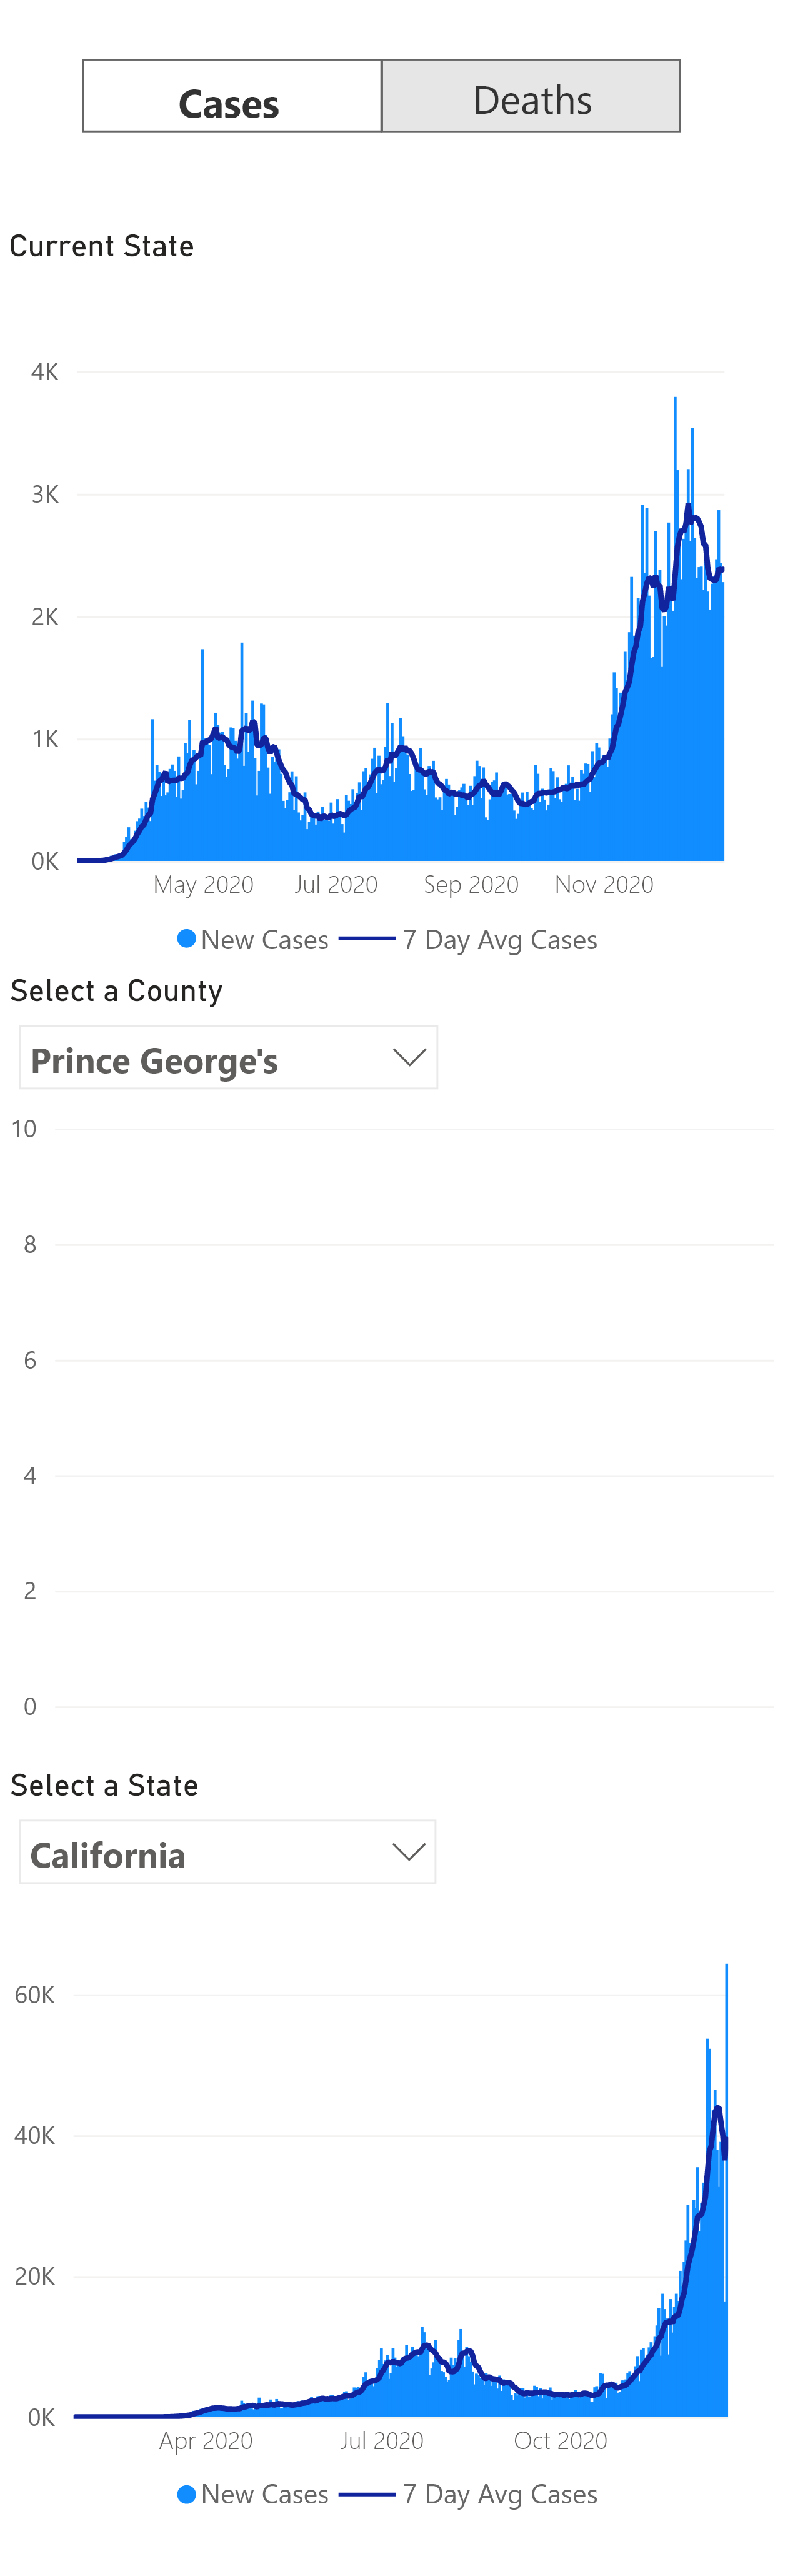 Cases Deaths
Current State
4K
3K
2K
1K
0K
May 2020 Jul 2020 Sep 2020 Nov 2020
New Cases 7 Day Avg Cases
Select a County
Prince George's
10
8
6
4
2
0
Select a State
California
60K
40K
20K
0K
Apr 2020 Jul 2020 Oct 2020
New Cases 7 Day Avg Cases